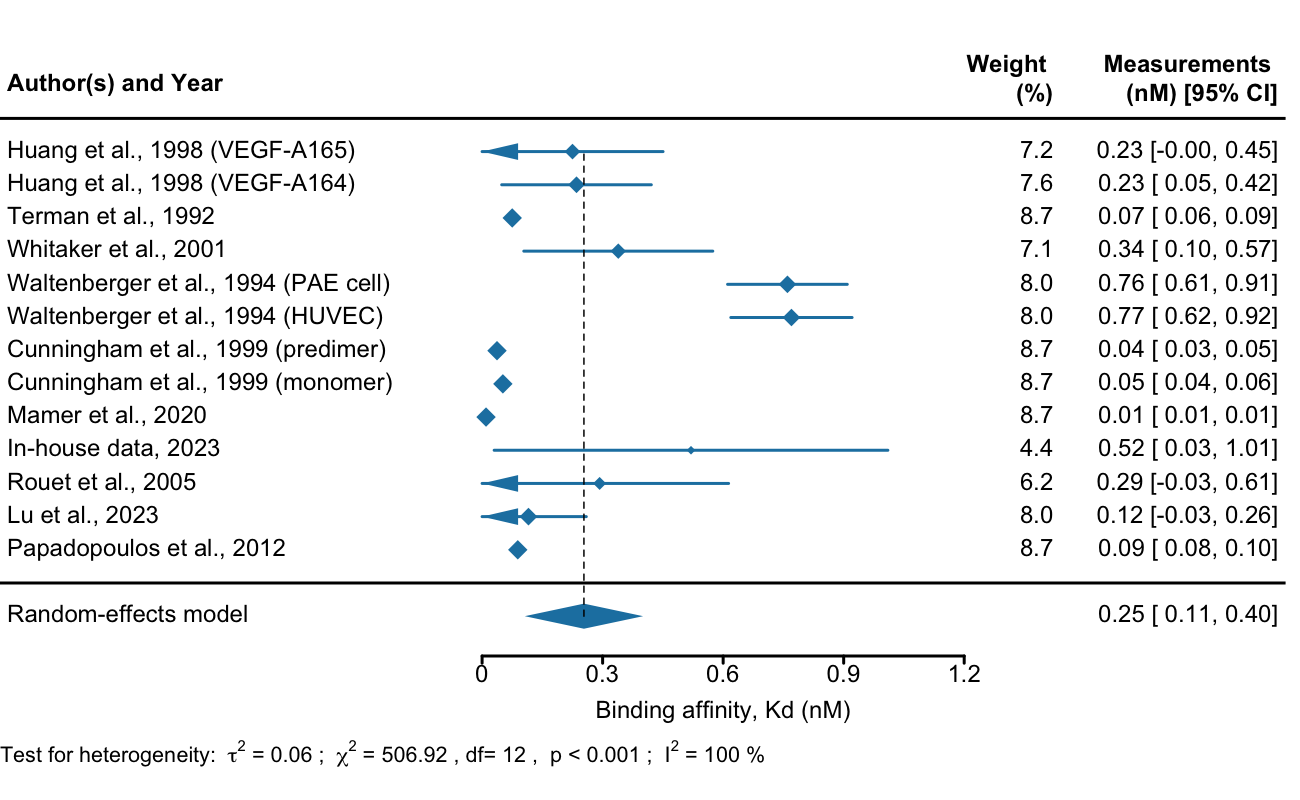 Author(s) and Year Weight (%) Measurements (nM) [95% CI]
Huang et al., 1998 (VEGF-A165) 7.2 0.23 [-0.00, 0.45]
Huang et al., 1998 (VEGF-A164) 7.6 0.23 [ 0.05, 0.42]
Terman et al., 1992 8.7 0.07 [ 0.06, 0.09]
Whitaker et al., 2001 7.1 0.34 [ 0.10, 0.57]
Waltenberger et al., 1994 (PAE cell) 8.0 0.76 [ 0.61, 0.91]
Waltenberger et al., 1994 (HUVEC) 8.0 0.77 [ 0.62, 0.92]
Cunningham et al., 1999 (predimer) 8.7 0.04 [ 0.03, 0.05]
Cunningham et al., 1999 (monomer) 8.7 0.05 [ 0.04, 0.06]
Mamer et al., 2020 8.7 0.01 [ 0.01, 0.01]
In-house data, 2023 4.4 0.52 [ 0.03, 1.01]
Rouet et al., 2005 6.2 0.29 [-0.03, 0.61]
Lu et al., 2023 8.0 0.12 [-0.03, 0.26]
Papadopoulos et al., 2012 8.7 0.09 [ 0.08, 0.10]
Random-effects model 0.25 [ 0.11, 0.40]
0 0.3 0.6 0.9 1.2
Binding affinity, Kd (nM)
Test for heterogeneity: τ² = 0.06 ; χ² = 506.92 , df= 12 , p < 0.001 ; I² = 100 %